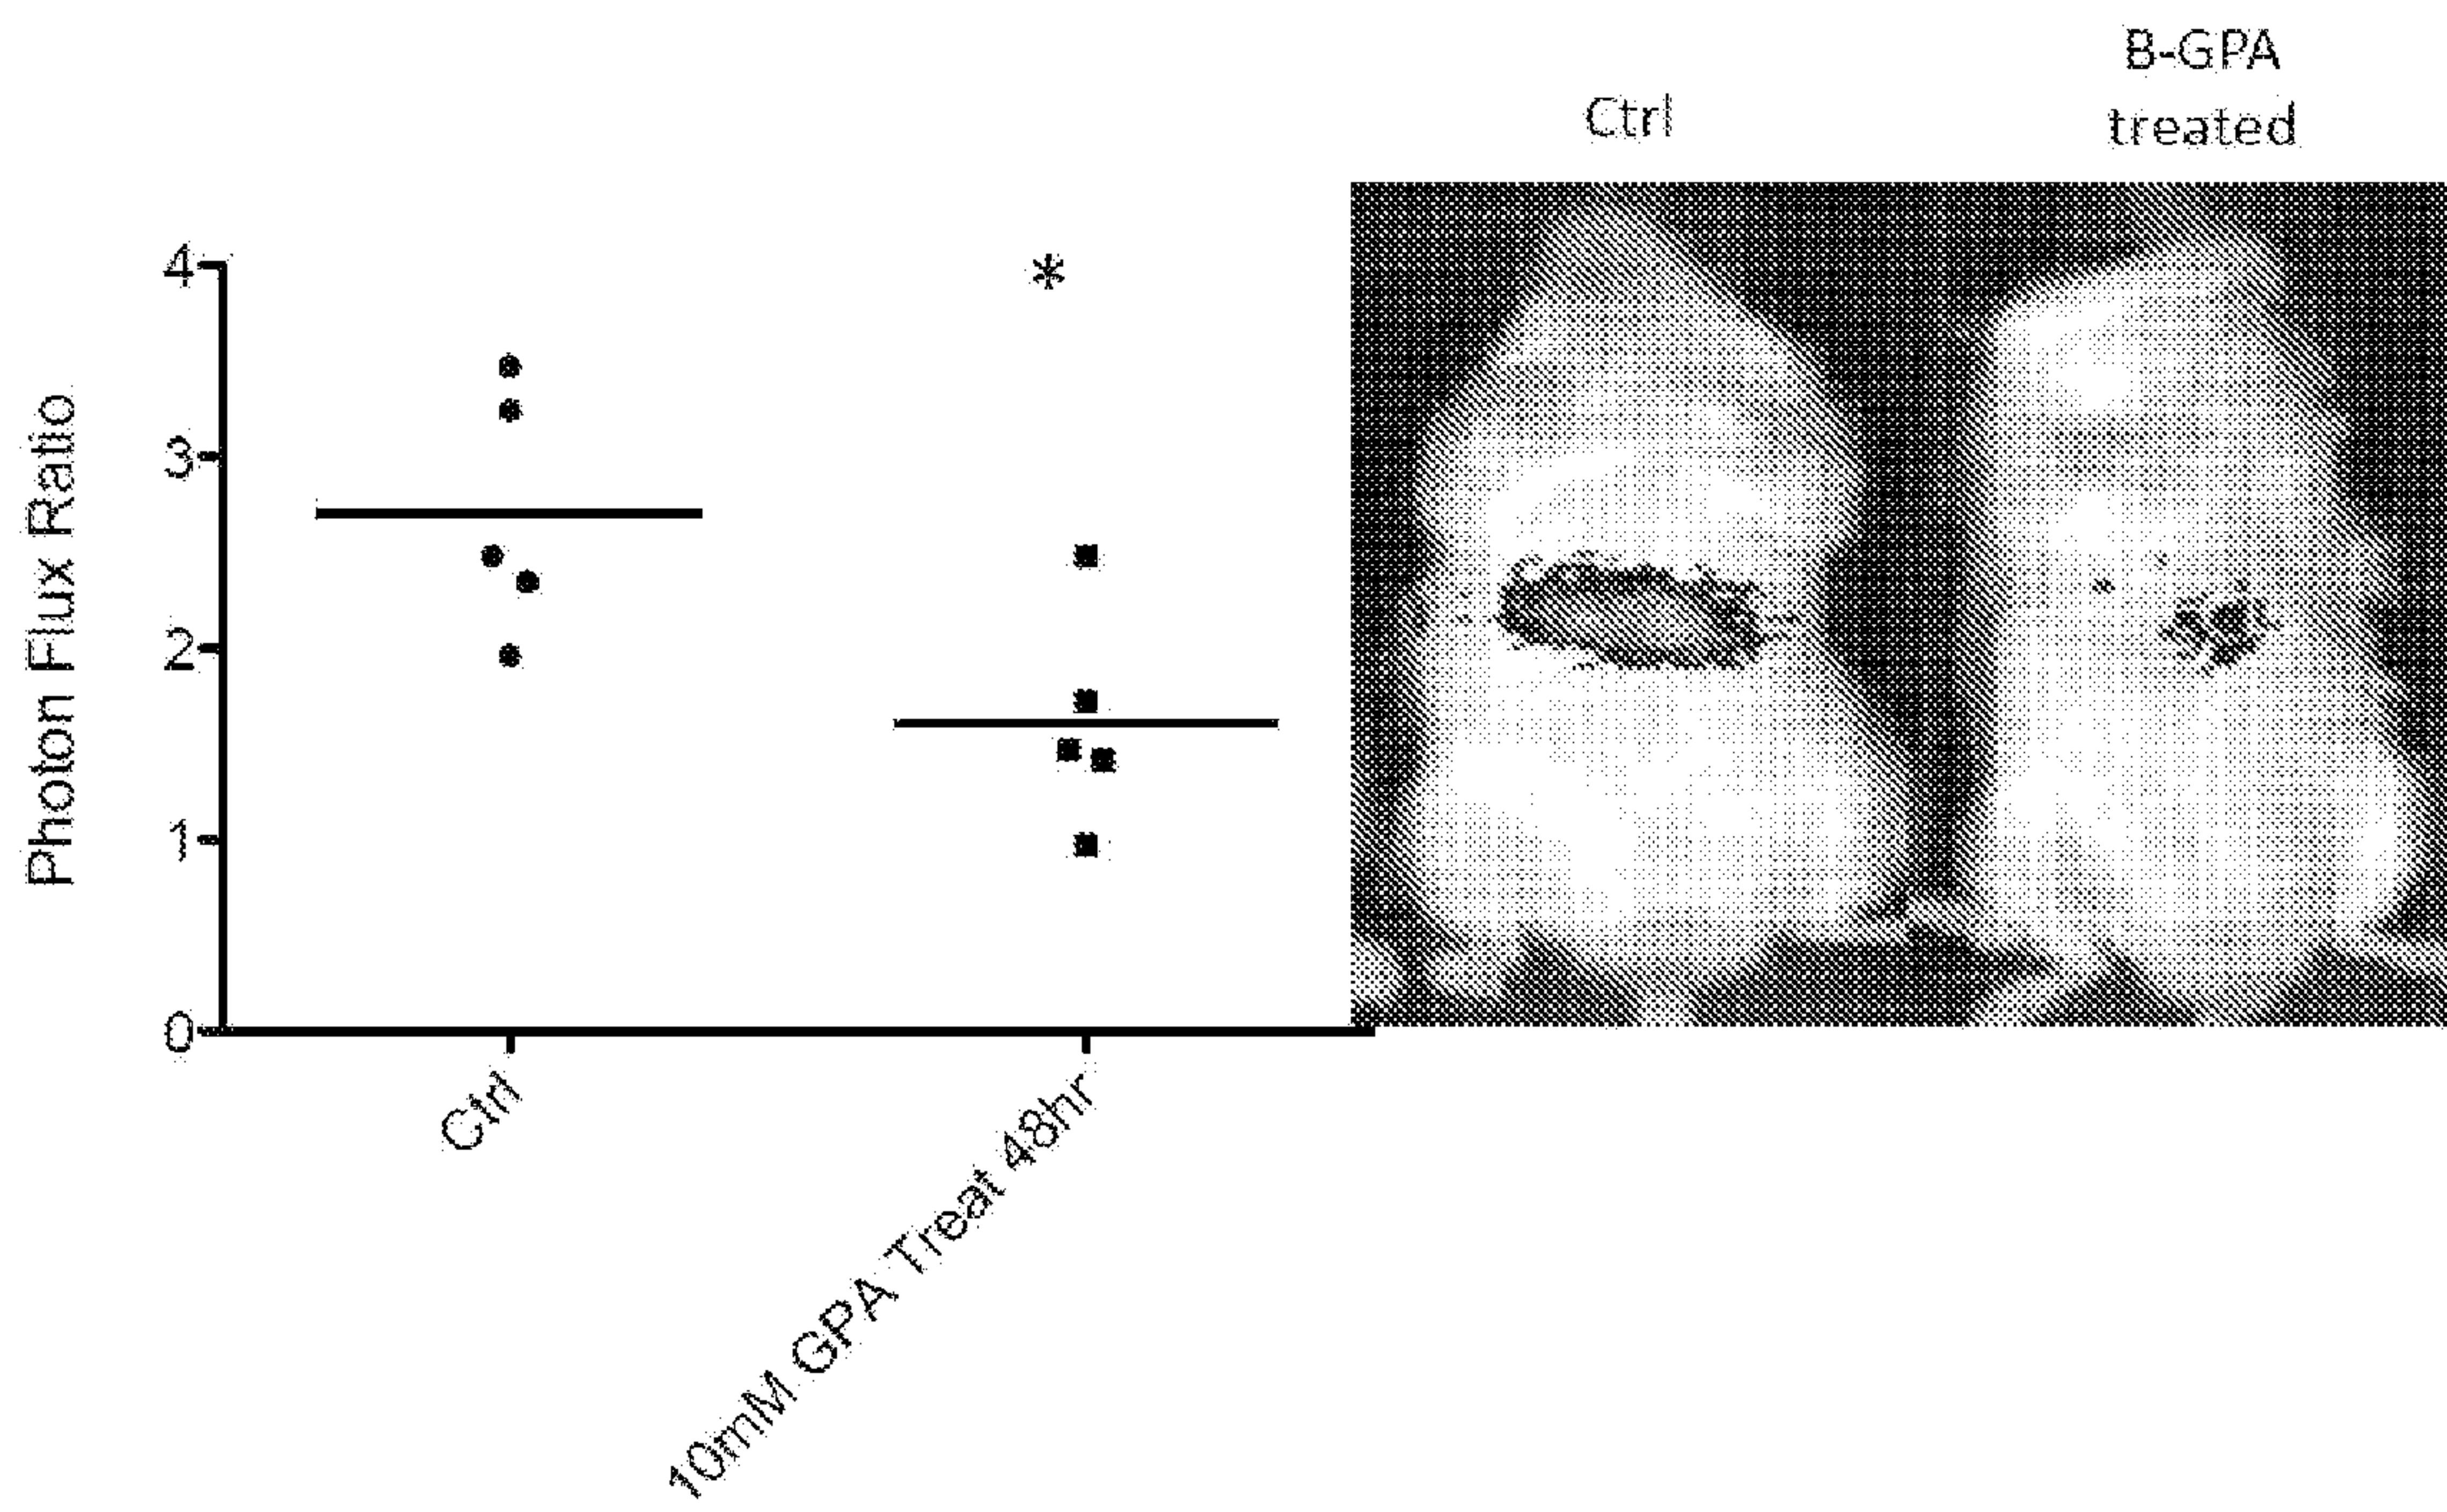 B-GPA
treated
Ctrl
*
Photon Flux Ratio
4
3
2
1
0
Ctrl
10mM GPA Treat 48hr